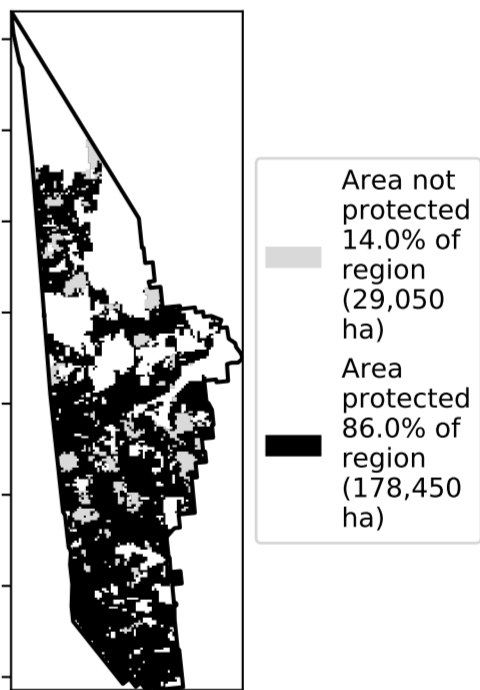 Area not
protected
14.0% of
region
(29,050
ha)
Area
protected
86.0% of
region
(178,450
ha)